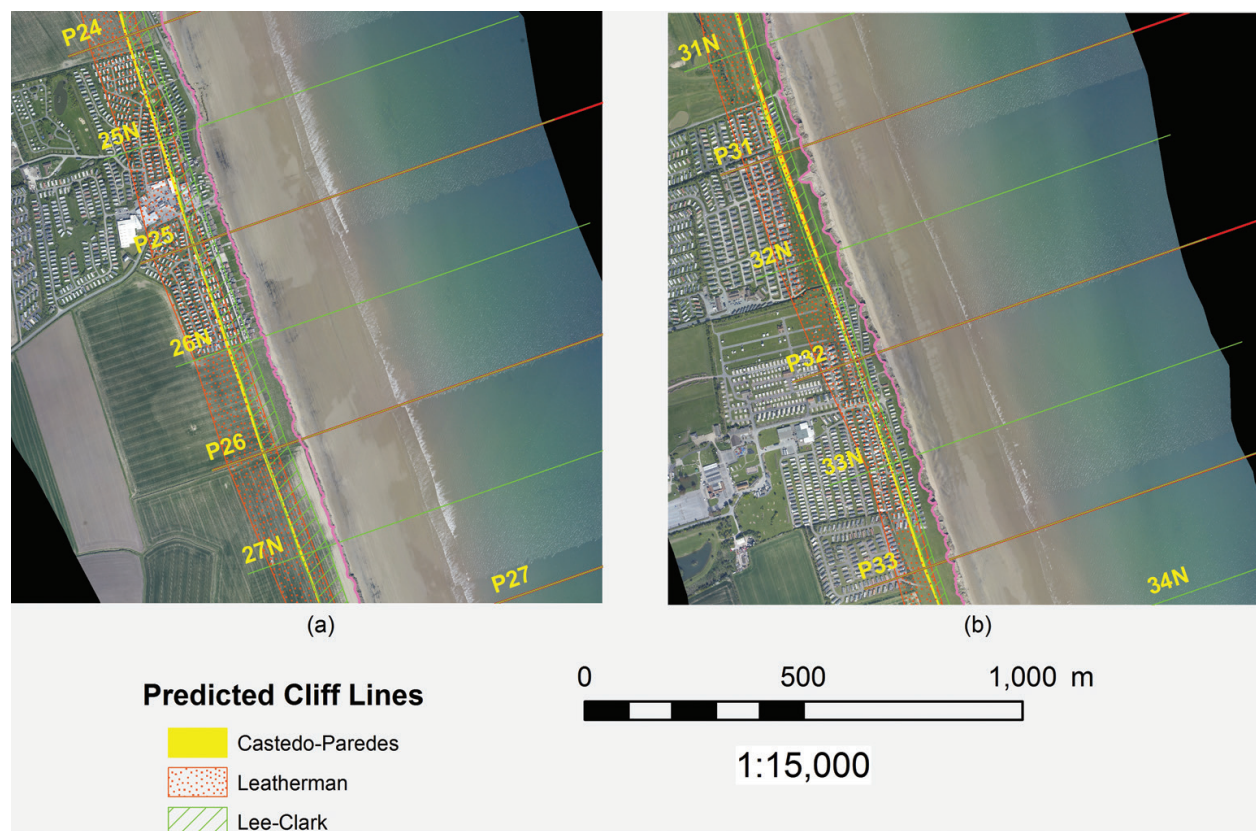 P24
25N
P25
26N
P26
27N
P27
(a)
31N
P31
32N
P32
33N
P33
34N
(b)
Predicted Cliff Lines
Castedo-Paredes
Leatherman
Lee-Clark
0 500 1,000 m
1:15,000